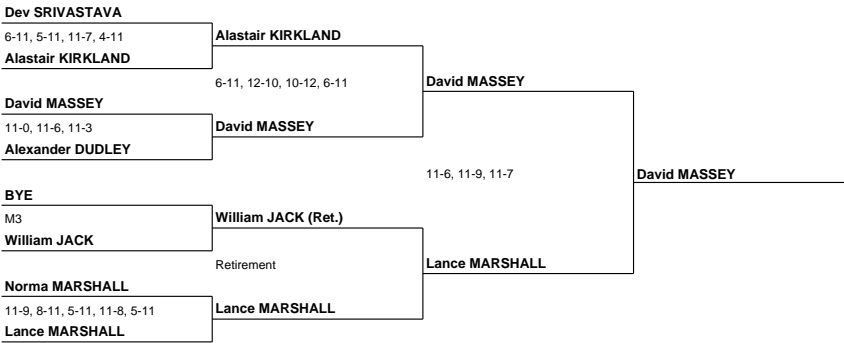 Dev SRIVASTAVA
6-11, 5-11, 11-7, 4-11
Alastair KIRKLAND
Alastair KIRKLAND
6-11, 12-10, 10-12, 6-11
David MASSEY
David MASSEY
11-0, 11-6, 11-3
David MASSEY
Alexander DUDLEY
11-6, 11-9, 11-7
David MASSEY
BYE
M3
William JACK (Ret.)
William JACK
Retirement
Lance MARSHALL
Norma MARSHALL
11-9, 8-11, 5-11, 11-8, 5-11
Lance MARSHALL
Lance MARSHALL